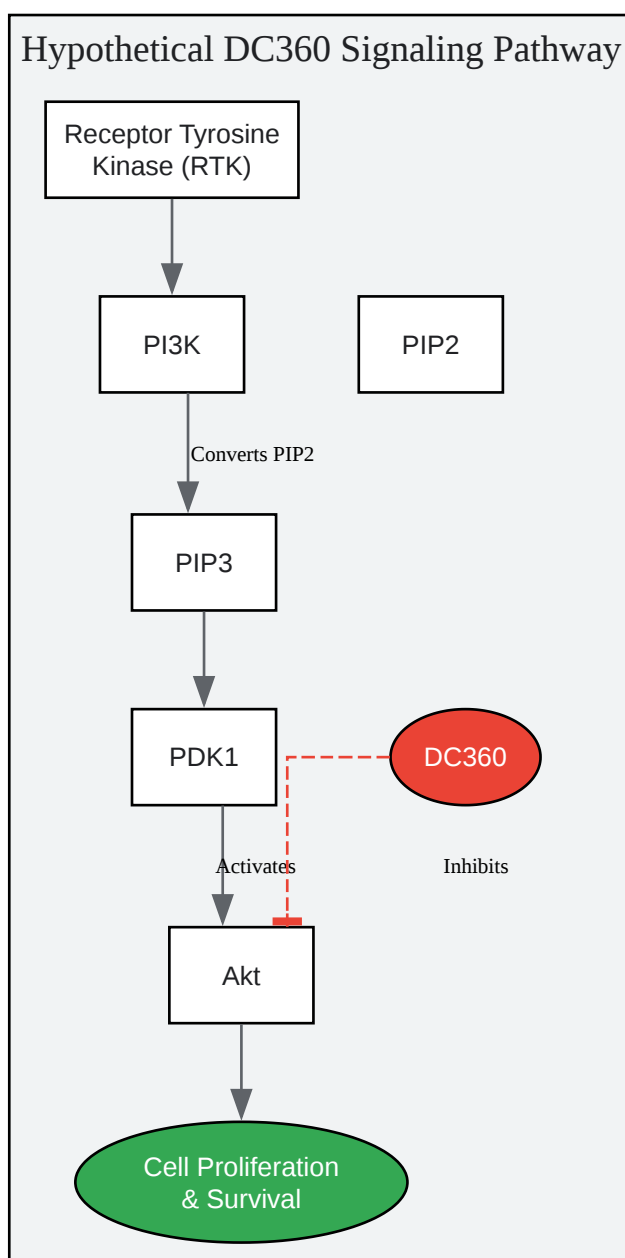 Hypothetical DC360 Signaling Pathway
Receptor Tyrosine
Kinase (RTK)
PI3K
PIP2
Converts PIP2
PIP3
PDK1
DC360
Activates
Inhibits
Akt
Cell Proliferation
& Survival